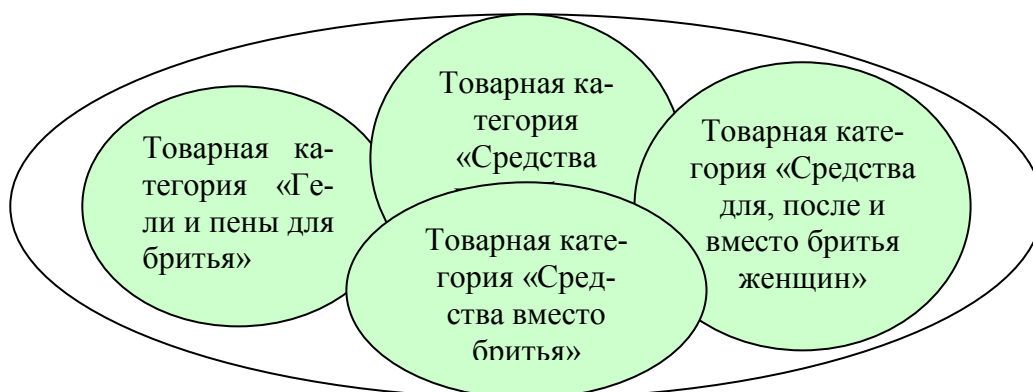 Товарная ка-
тегория «Ге-
ли и пены для
бритья»
Товарная ка-
тегория
«Средства
Товарная кате-
гория «Сред-
ства вместо
бритья»
Товарная кате-
гория «Средства
для, после и
вместо бритья
женщин»